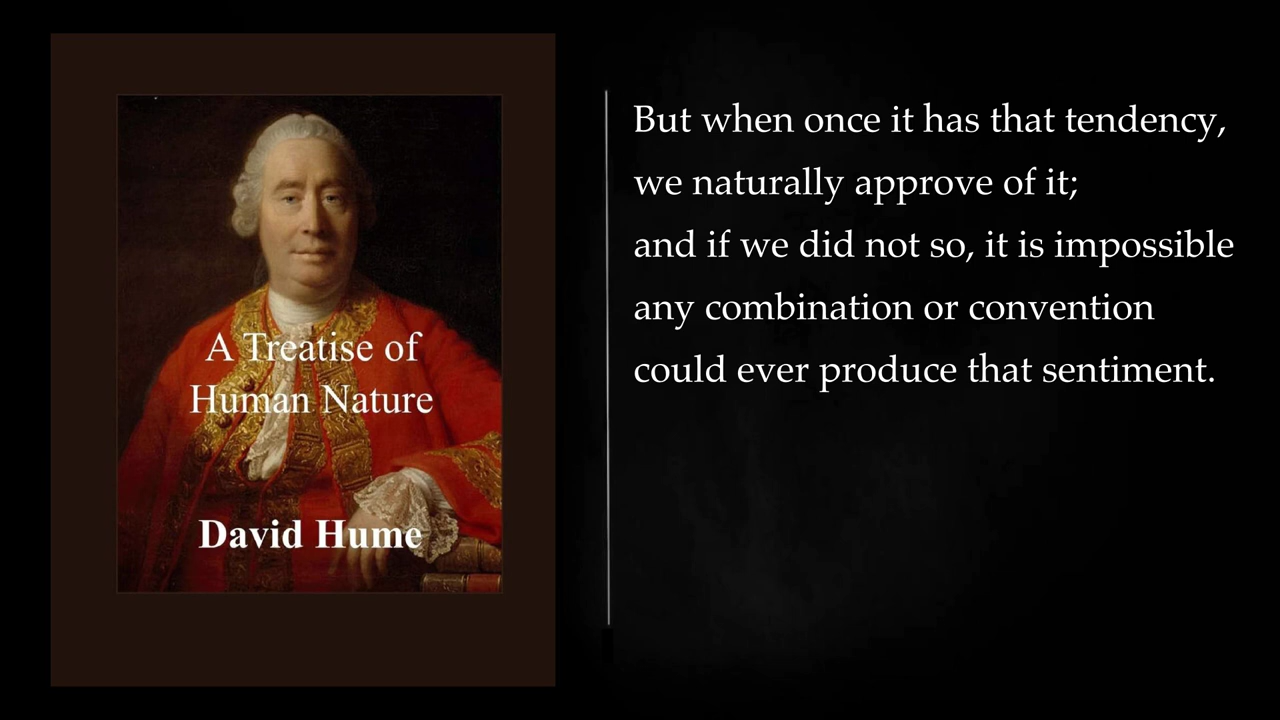 A Treatise of
Human Nature
David Hume
But when once it has that tendency,
we naturally approve of it;
and if we did not so, it is impossible
any combination or convention
could ever produce that sentiment.